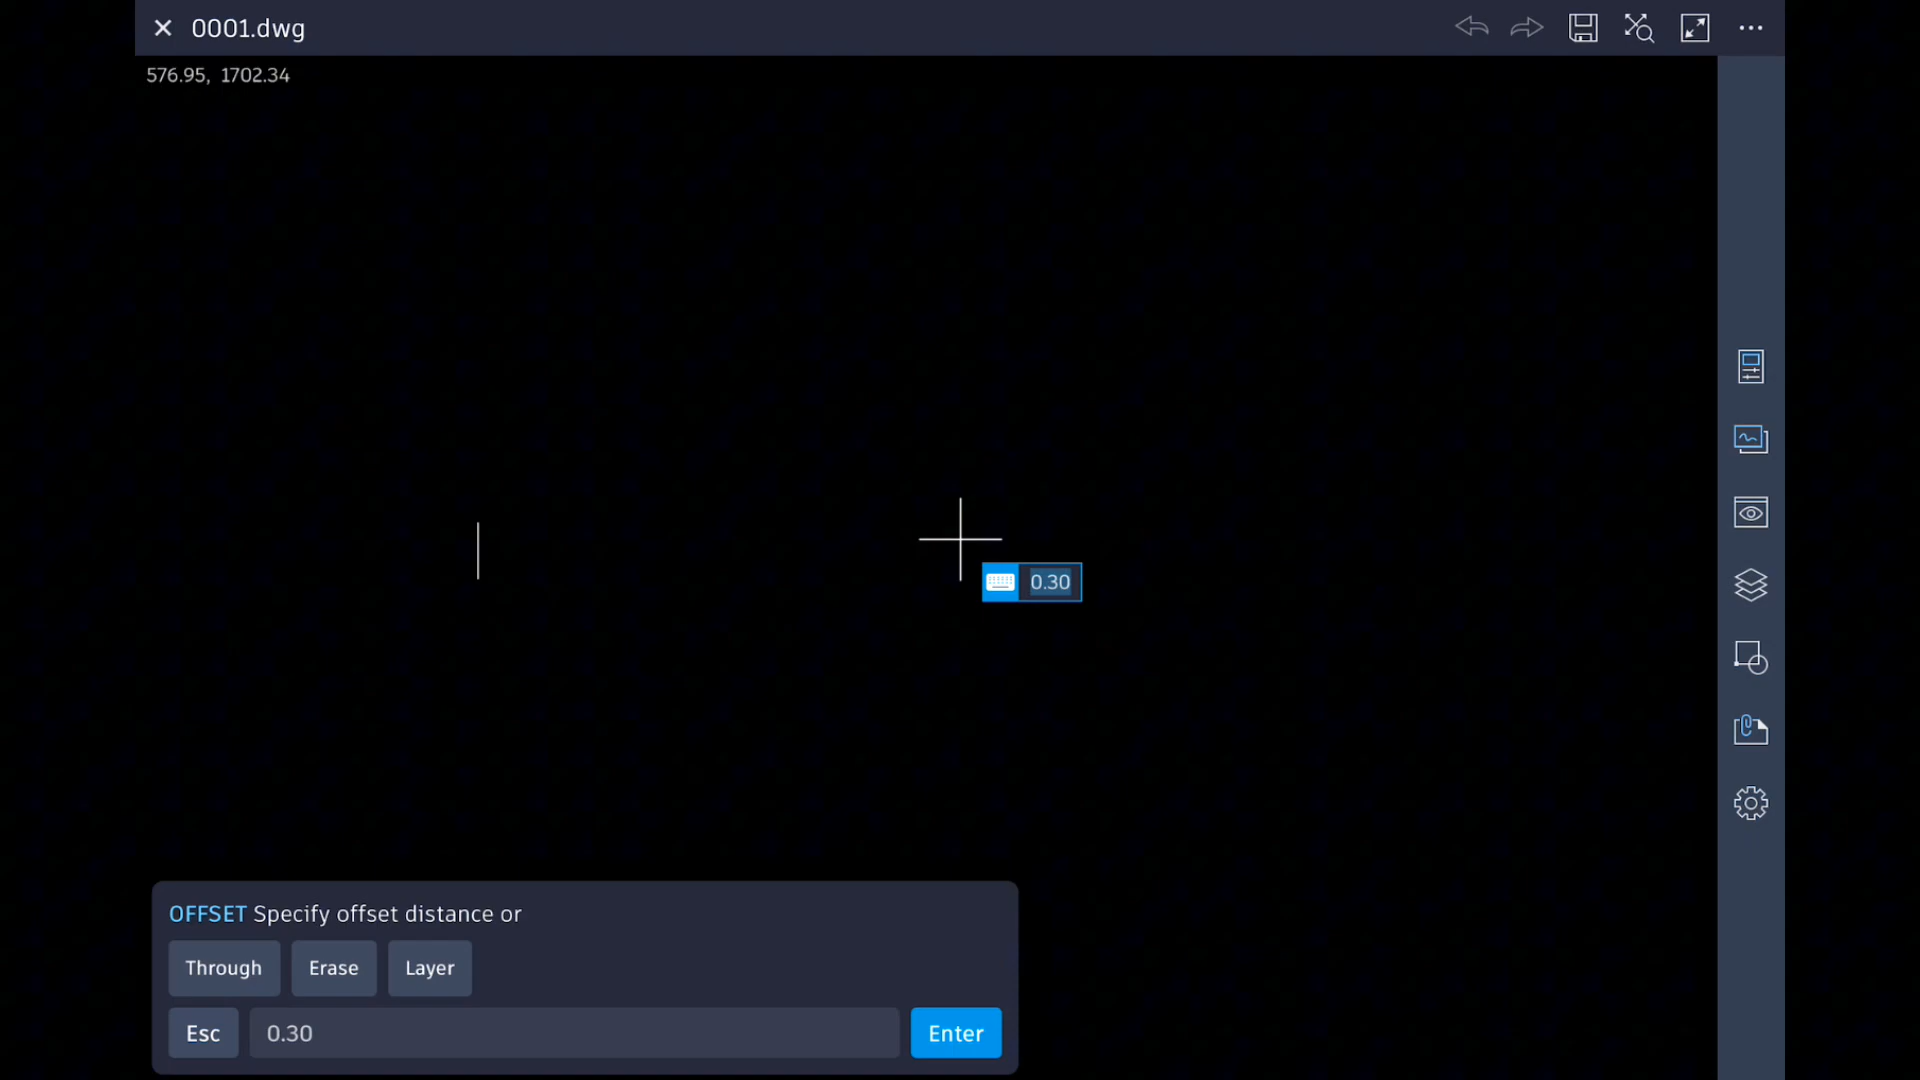 0001.dwg
576.95, 1702.34
0.30
OFFSET Specify offset distance or
Through Erase Layer
Esc 0.30 Enter